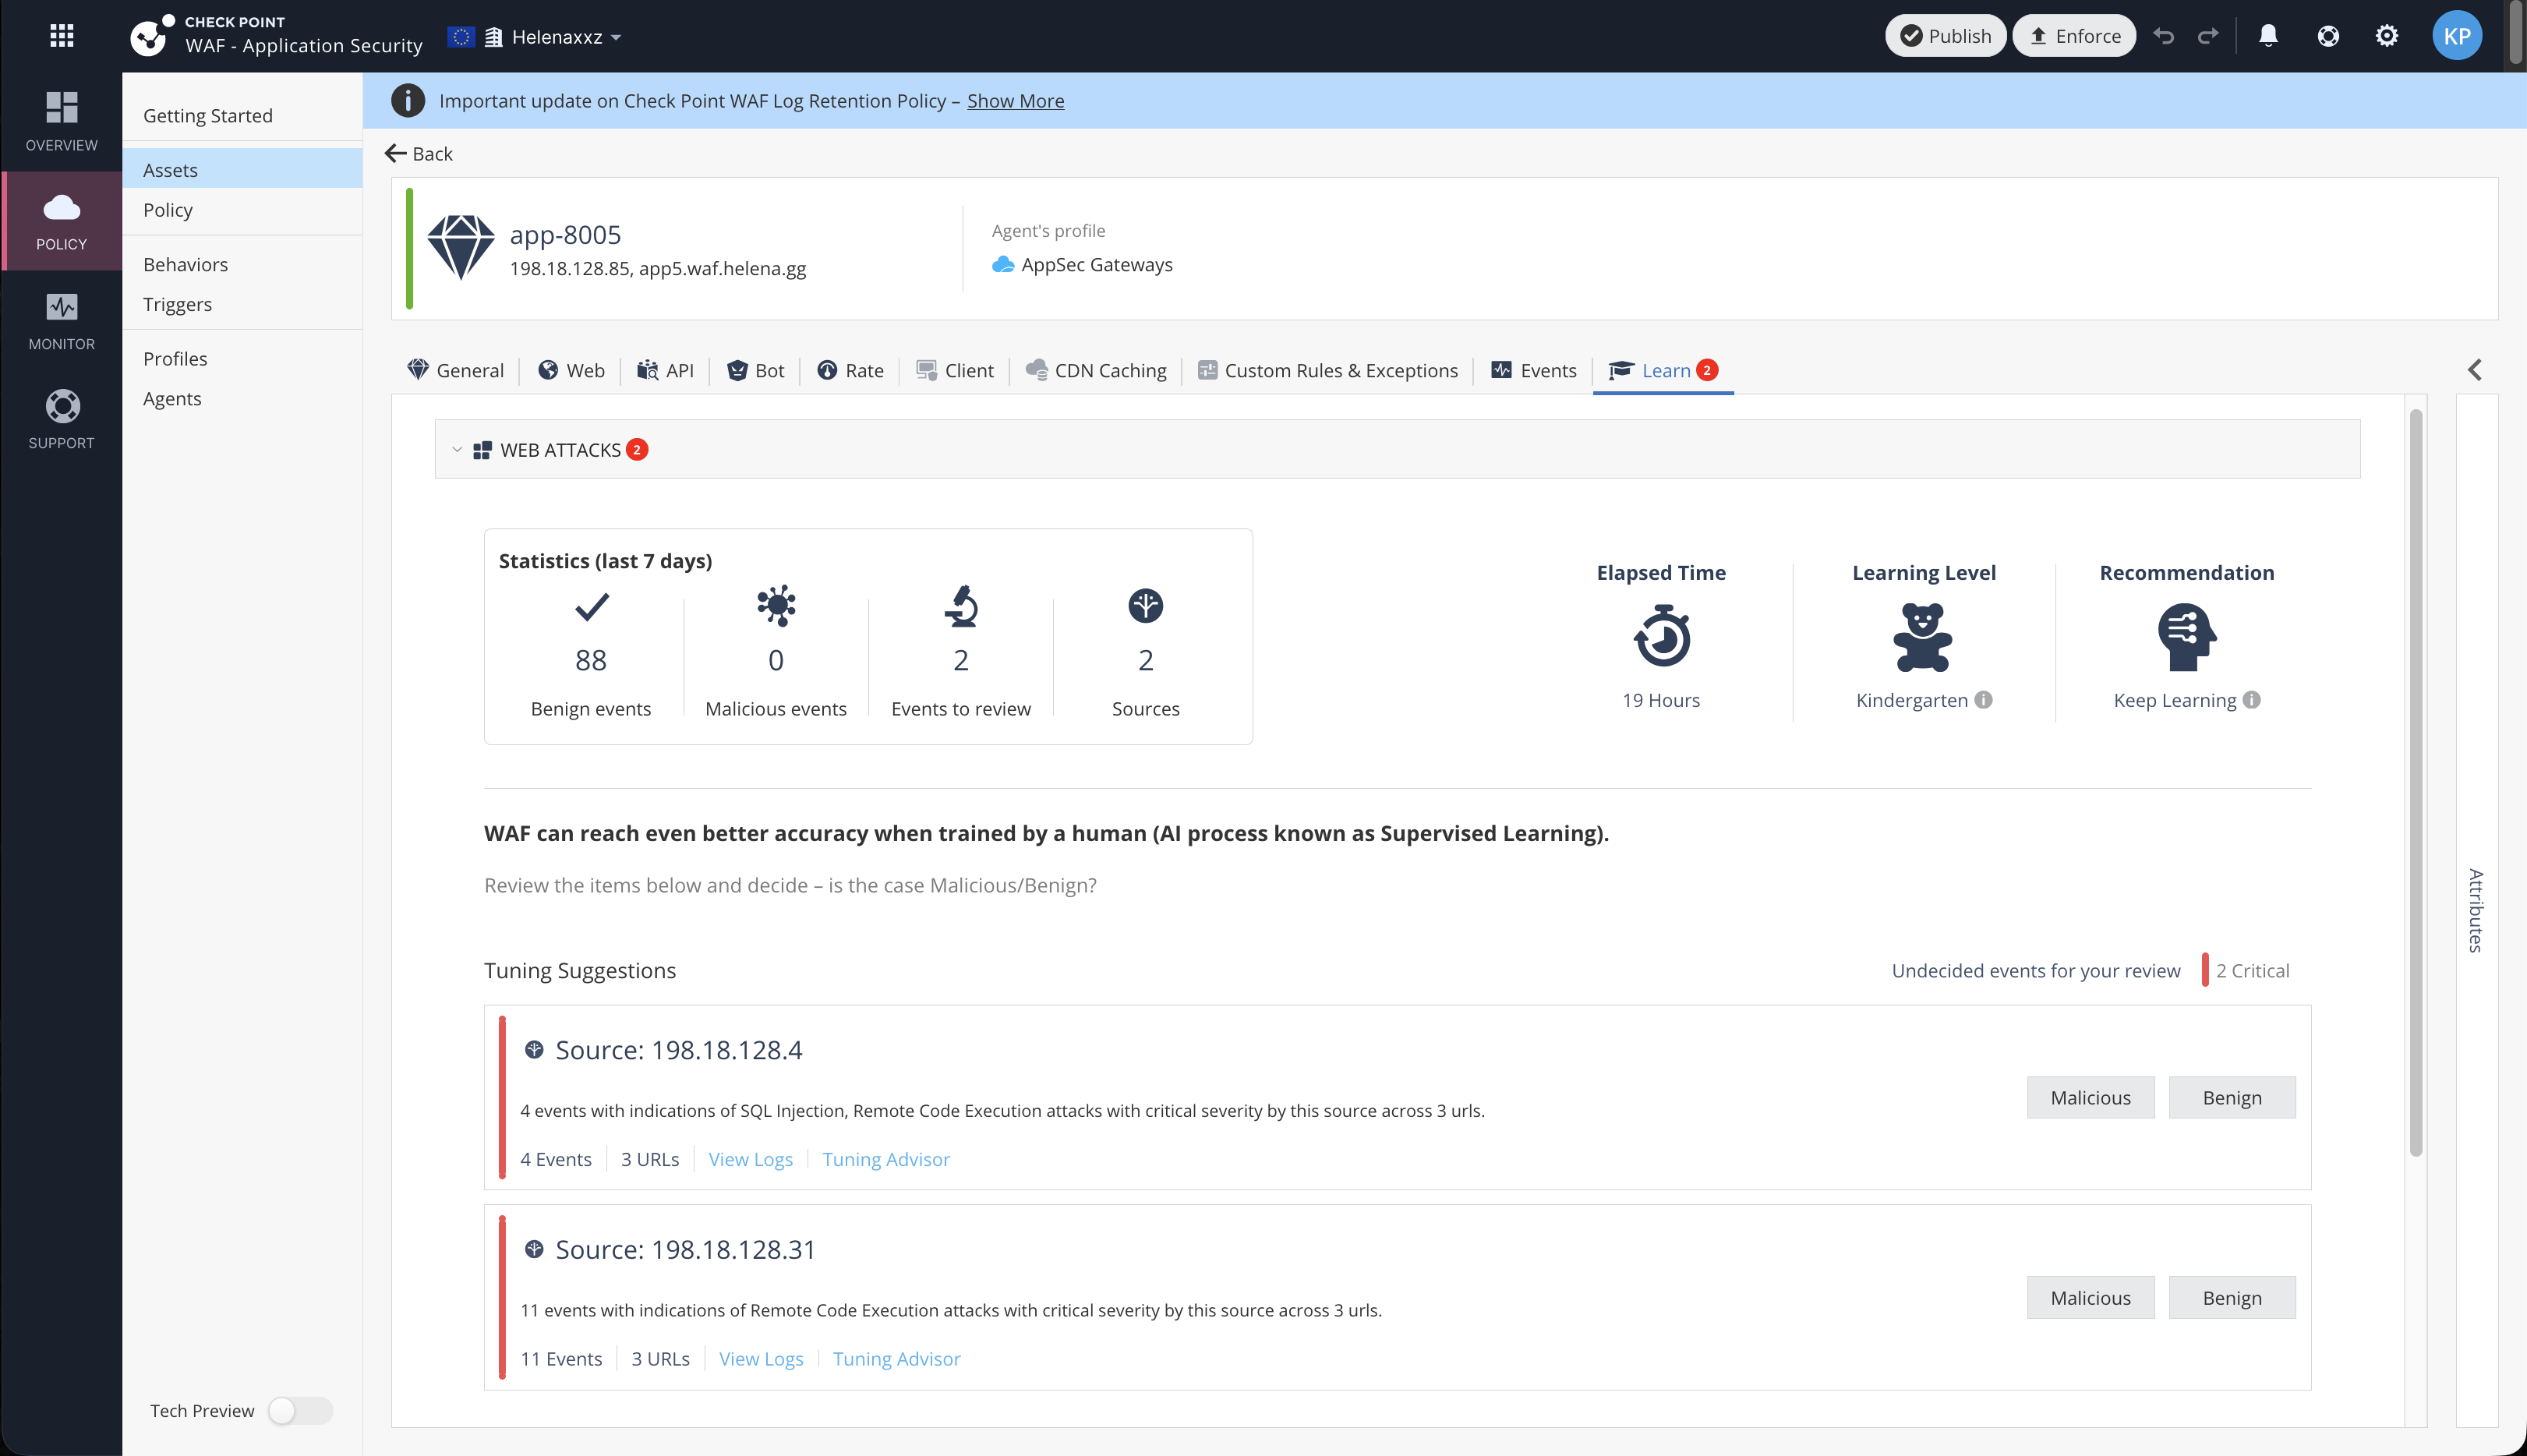 CHECK POINT
WAF - Application Security
Helenaxxz
Publish
Enforce
KP
OVERVIEW
POLICY
MONITOR
SUPPORT
Getting Started
Assets
Policy
Behaviors
Triggers
Profiles
Agents
Tech Preview
Important update on Check Point WAF Log Retention Policy – Show More
Back
app-8005
198.18.128.85, app5.waf.helena.gg
Agent's profile
AppSec Gateways
General Web API Bot Rate Client CDN Caching Custom Rules & Exceptions Events Learn 2
WEB ATTACKS 2
Statistics (last 7 days)
88 0 2 2
Benign events Malicious events Events to review Sources
Elapsed Time Learning Level Recommendation
19 Hours Kindergarten Keep Learning
WAF can reach even better accuracy when trained by a human (AI process known as Supervised Learning).
Review the items below and decide – is the case Malicious/Benign?
Tuning Suggestions
Undecided events for your review 2 Critical
Source: 198.18.128.4
4 events with indications of SQL Injection, Remote Code Execution attacks with critical severity by this source across 3 urls.
4 Events 3 URLs View Logs Tuning Advisor
Malicious Benign
Source: 198.18.128.31
11 events with indications of Remote Code Execution attacks with critical severity by this source across 3 urls.
11 Events 3 URLs View Logs Tuning Advisor
Malicious Benign
Attributes